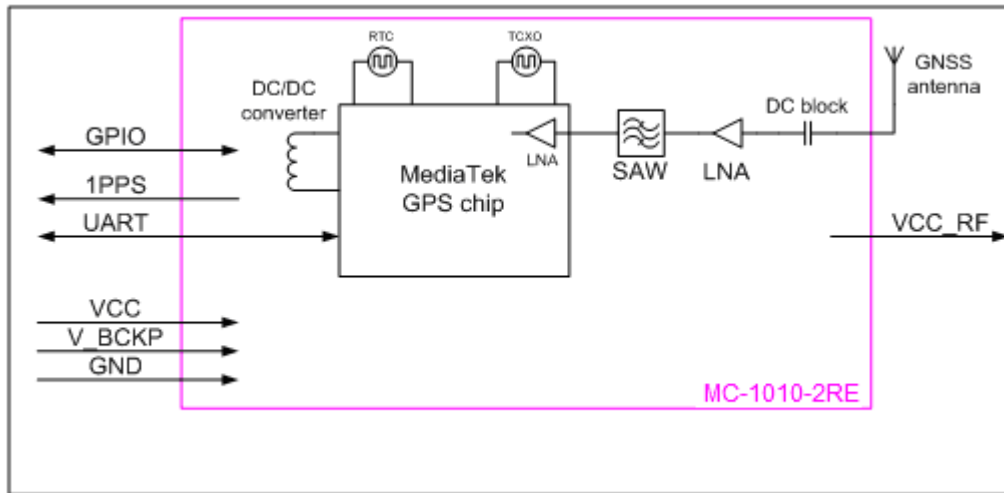 RTC
TCXO
DC/DC
converter
GNSS
antenna
DC block
GPIO
LNA
SAW
LNA
1PPS
MediaTek
GPS chip
UART
VCC_RF
VCC
V_BCKP
GND
MC-1010-2RE